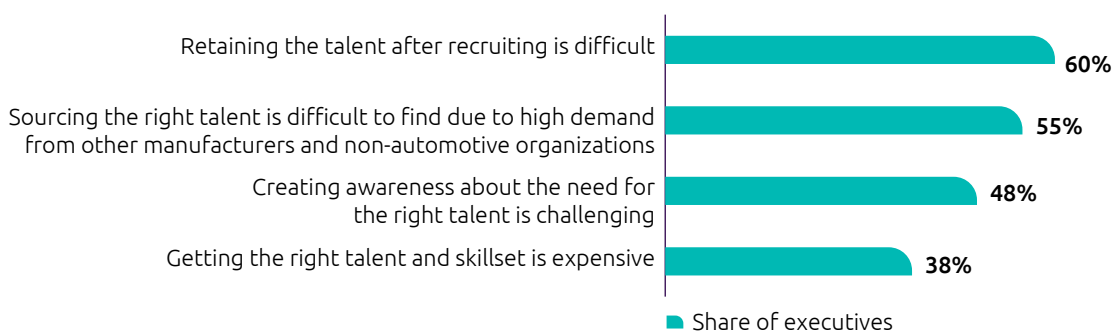 Retaining the talent after recruiting is difficult
60%
Sourcing the right talent is difficult to find due to high demand
from other manufacturers and non-automotive organizations
55%
Creating awareness about the need for
the right talent is challenging
48%
Getting the right talent and skillset is expensive
38%
Share of executives